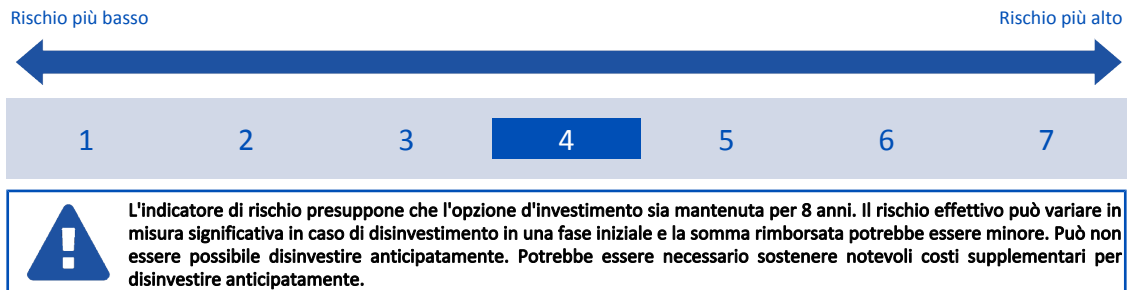 Rischio più basso Rischio più alto
1 2 3 4 5 6 7
L'indicatore di rischio presuppone che l'opzione d'investimento sia mantenuta per 8 anni. Il rischio effettivo può variare in
misura significativa in caso di disinvestimento in una fase iniziale e la somma rimborsata potrebbe essere minore. Può non
essere possibile disinvestire anticipatamente. Potrebbe essere necessario sostenere notevoli costi supplementari per
disinvestire anticipatamente.